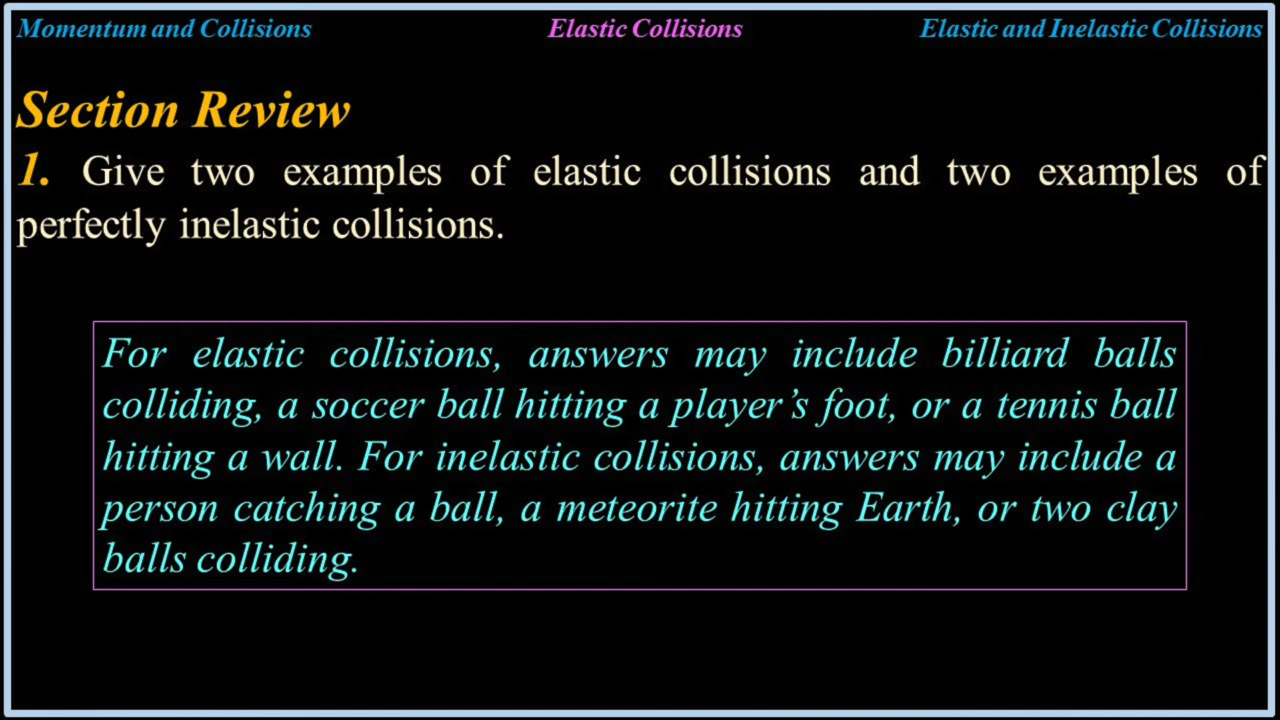 Momentum and Collisions Elastic Collisions Elastic and Inelastic Collisions
Section Review
1. Give two examples of elastic collisions and two examples of
perfectly inelastic collisions.
For elastic collisions, answers may include billiard balls
colliding, a soccer ball hitting a player’s foot, or a tennis ball
hitting a wall. For inelastic collisions, answers may include a
person catching a ball, a meteorite hitting Earth, or two clay
balls colliding.